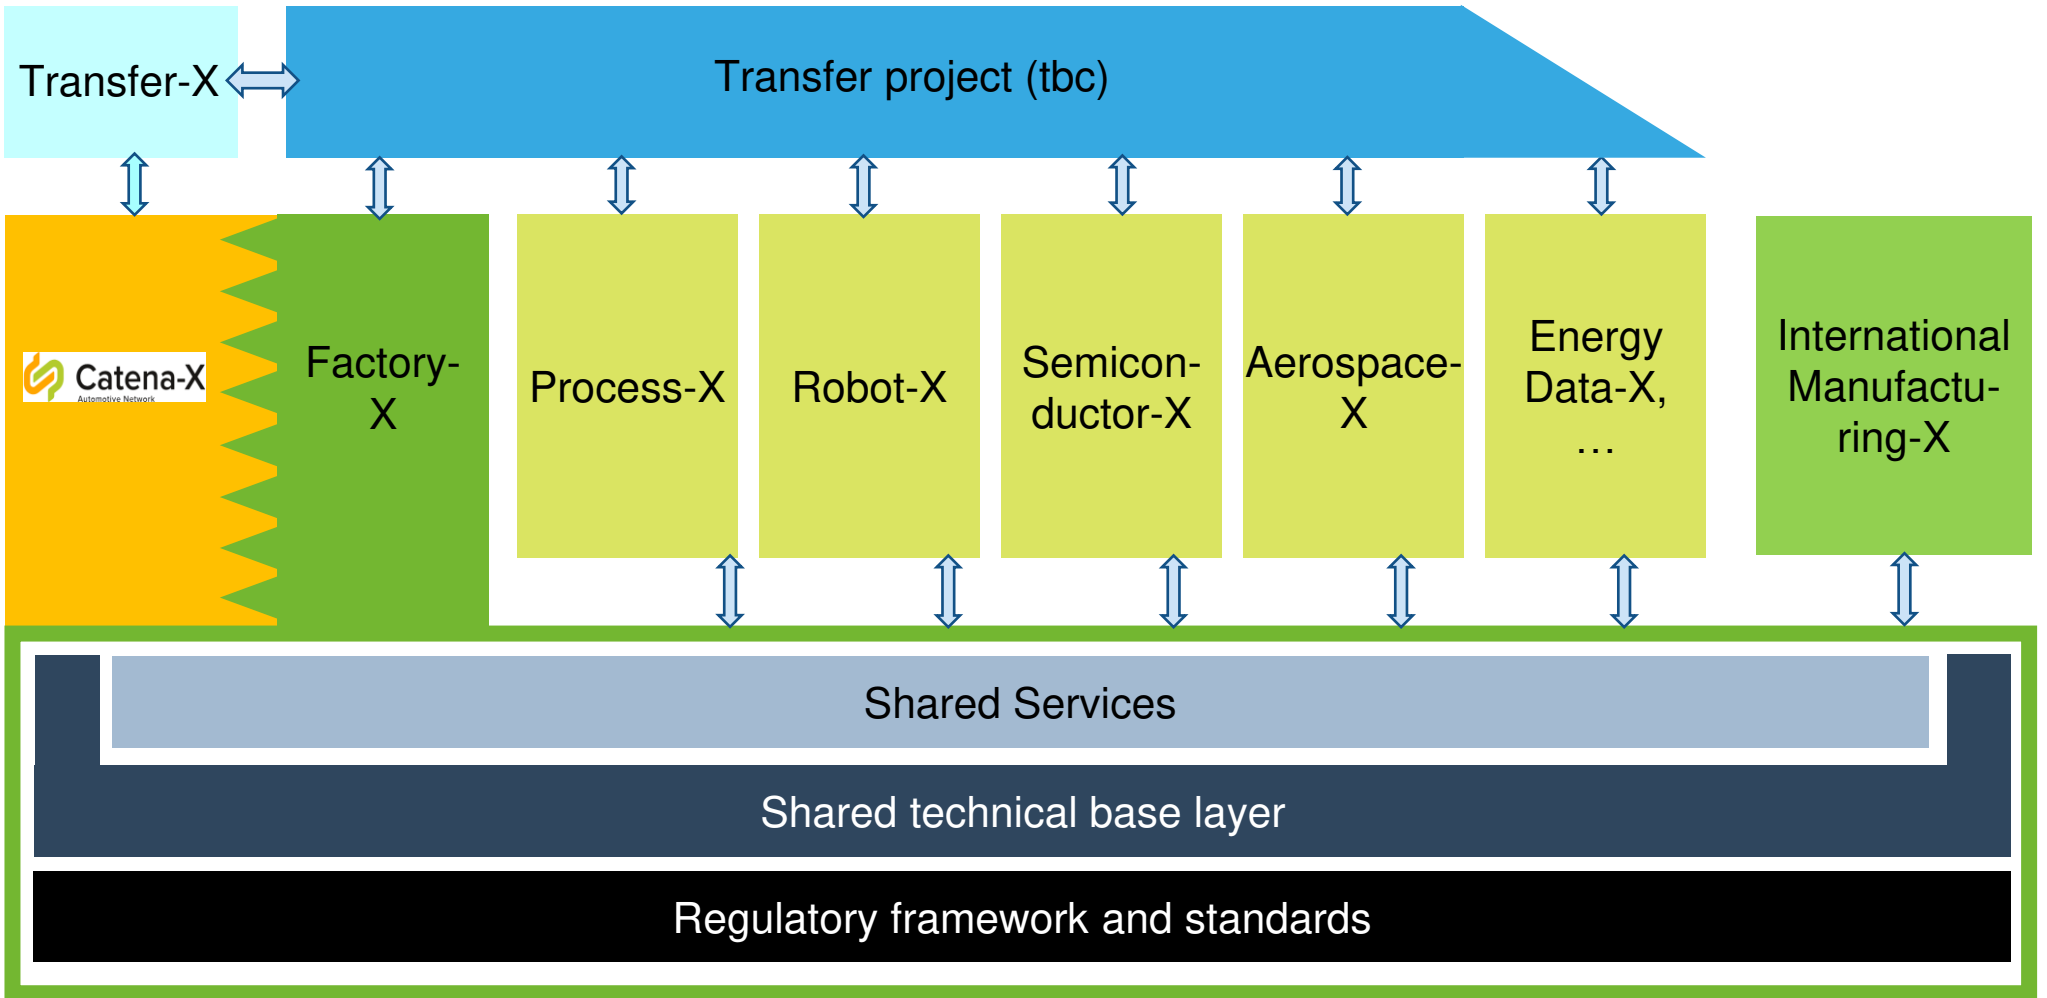 Transfer-X
Transfer project (tbc)
Catena-X
Automotive Network
Factory-
X
Process-X
Robot-X
Semicon-
ductor-X
Aerospace-
X
Energy
Data-X,
…
International
Manufactu-
ring-X
Shared Services
Shared technical base layer
Regulatory framework and standards